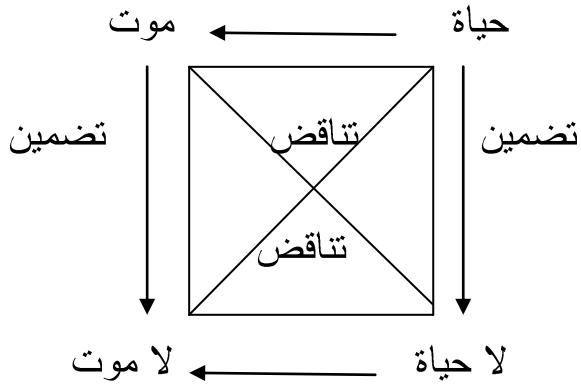 حياة موت
تناقض
تضمين تضمين
تناقض
لا حياة لا موت